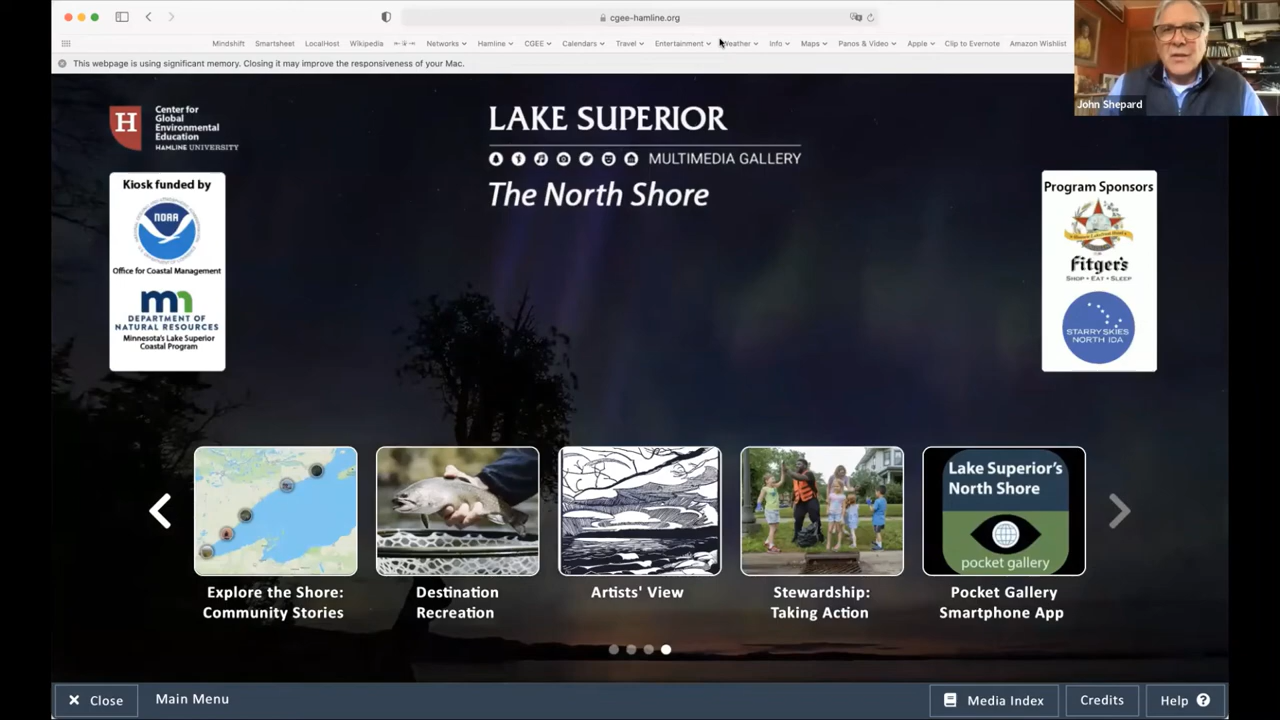 cgee-hamline.org
Mindshift Smartsheet LocalHost Wikipedia Networks Hamline CGEE Calendars Travel Entertainment Weather Info Maps Panos & Video Apple Clip to Evernote Amazon Wishlist
This webpage is using significant memory. Closing it may improve the responsiveness of your Mac.
John Shepard
H
Center for
Global
Environmental
Education
HAMLINE UNIVERSITY
LAKE SUPERIOR
MULTIMEDIA GALLERY
The North Shore
Kiosk funded by
NOAA
Office for Coastal Management
mn
DEPARTMENT OF
NATURAL RESOURCES
Minnesota's Lake Superior
Coastal Program
Program Sponsors
Fitger's
SHOP • EAT • SLEEP
STARRY SKIES
NORTH IDA
Lake Superior's
North Shore
pocket gallery
Explore the Shore:
Community Stories
Destination
Recreation
Artists' View
Stewardship:
Taking Action
Pocket Gallery
Smartphone App
Close
Main Menu
Media Index
Credits
Help ?